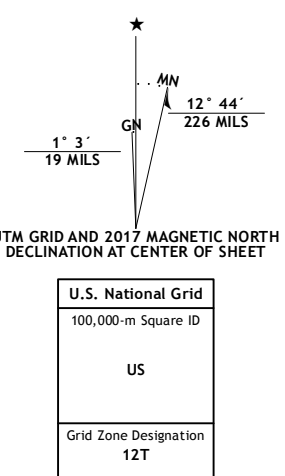 ★
MN
GN
12° 44´
226 MILS
1° 3´
19 MILS
UTM GRID AND 2017 MAGNETIC NORTH
DECLINATION AT CENTER OF SHEET
U.S. National Grid
100,000-m Square ID
US
Grid Zone Designation
12T